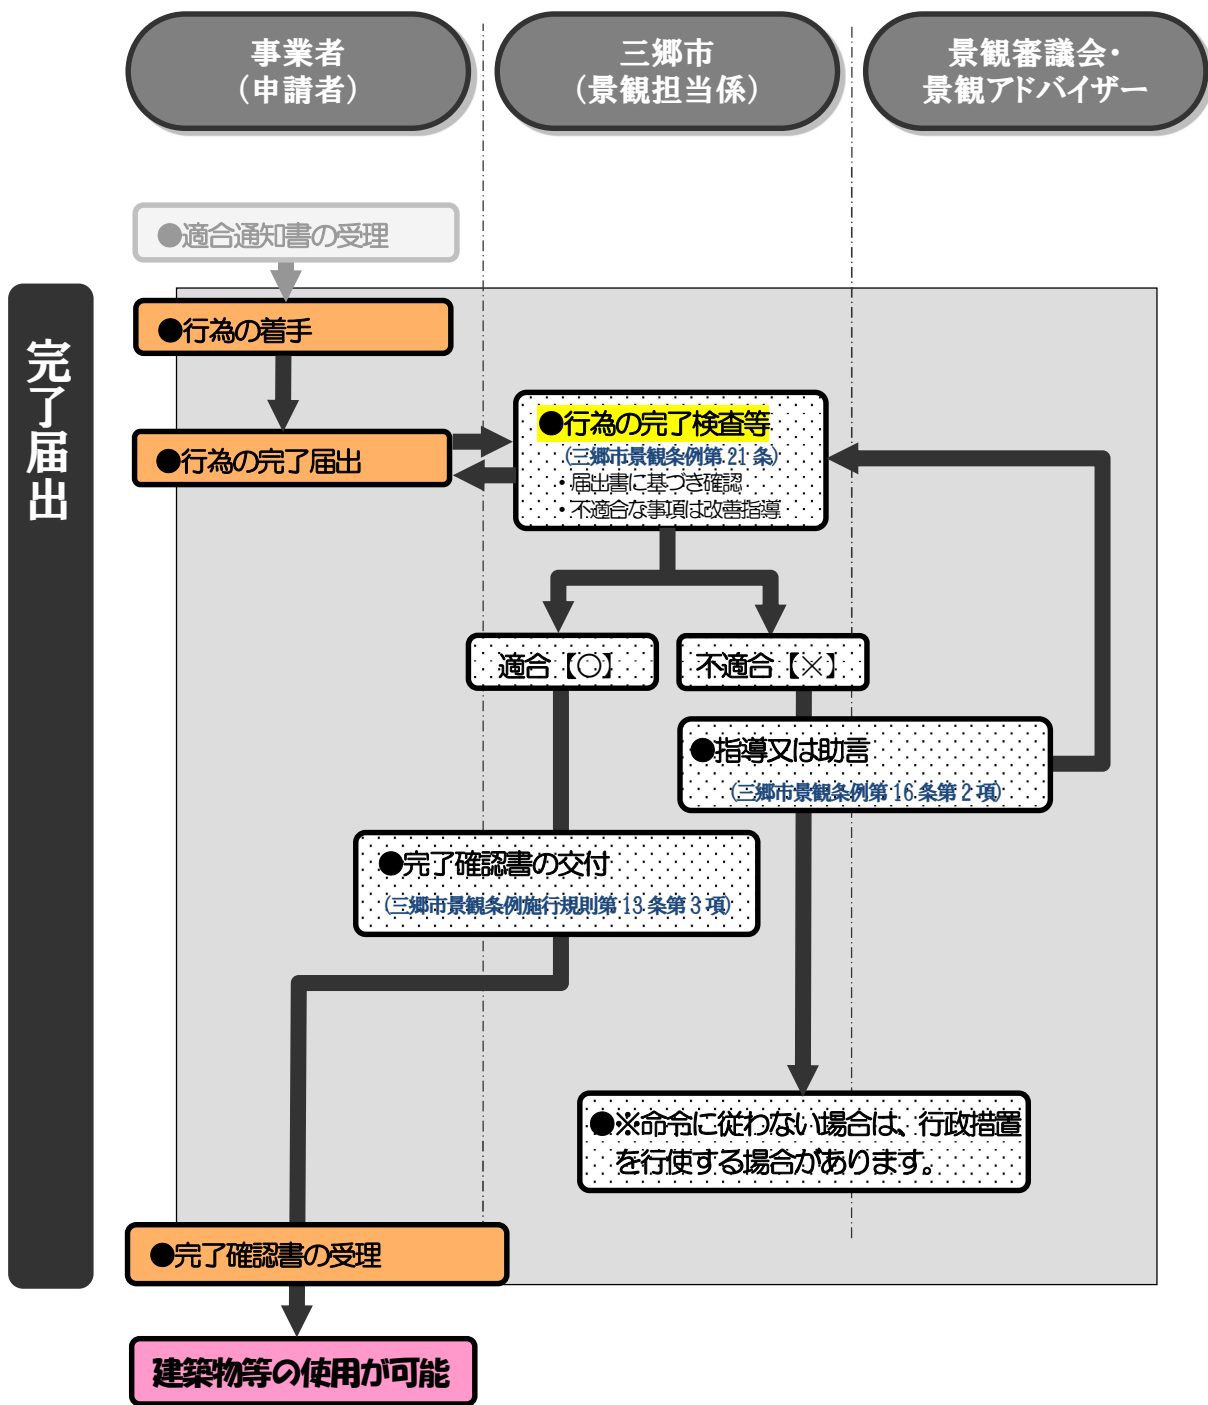 事業者
（申請者）
三郷市
（景観担当係）
景観審議会・
景観アドバイザー
●適合通知書の受理
完了届出
●行為の着手
●行為の完了届出
●行為の完了検査等
（三郷市景観条例第 21 条）
・届出書に基づき確認
・不適合な事項は改善指導
適合【○】
不適合【×】
●指導又は助言
（三郷市景観条例第 16 条第 2 項）
●完了確認書の交付
（三郷市景観条例施行規則第 13 条第 3 項）
●※命令に従わない場合は、行政措置
を行使する場合があります。
●完了確認書の受理
建築物等の使用が可能